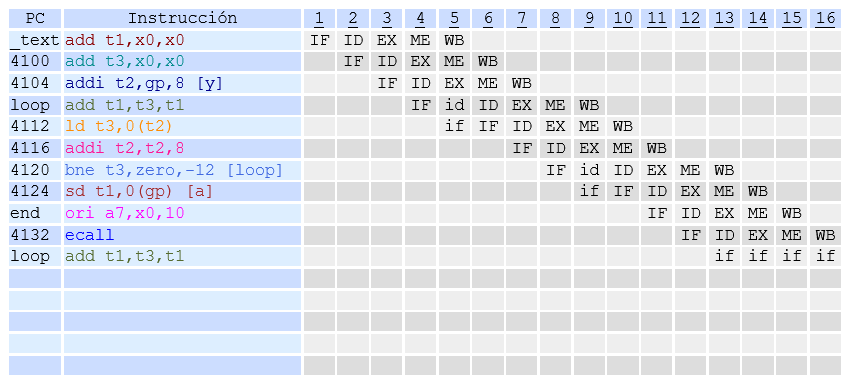 PC Instrucción 1 2 3 4 5 6 7 8 9 10 11 12 13 14 15 16
_text add t1,x0,x0 IF ID EX ME WB
4100 add t3,x0,x0 IF ID EX ME WB
4104 addi t2,gp,8 [y] IF ID EX ME WB
loop add t1,t3,t1 IF id ID EX ME WB
4112 ld t3,0(t2) if IF ID EX ME WB
4116 addi t2,t2,8 IF ID EX ME WB
4120 bne t3,zero,-12 [loop] IF id ID EX ME WB
4124 sd t1,0(gp) [a] if IF ID EX ME WB
end ori a7,x0,10 IF ID EX ME WB
4132 ecall IF ID EX ME WB
loop add t1,t3,t1 if if if if